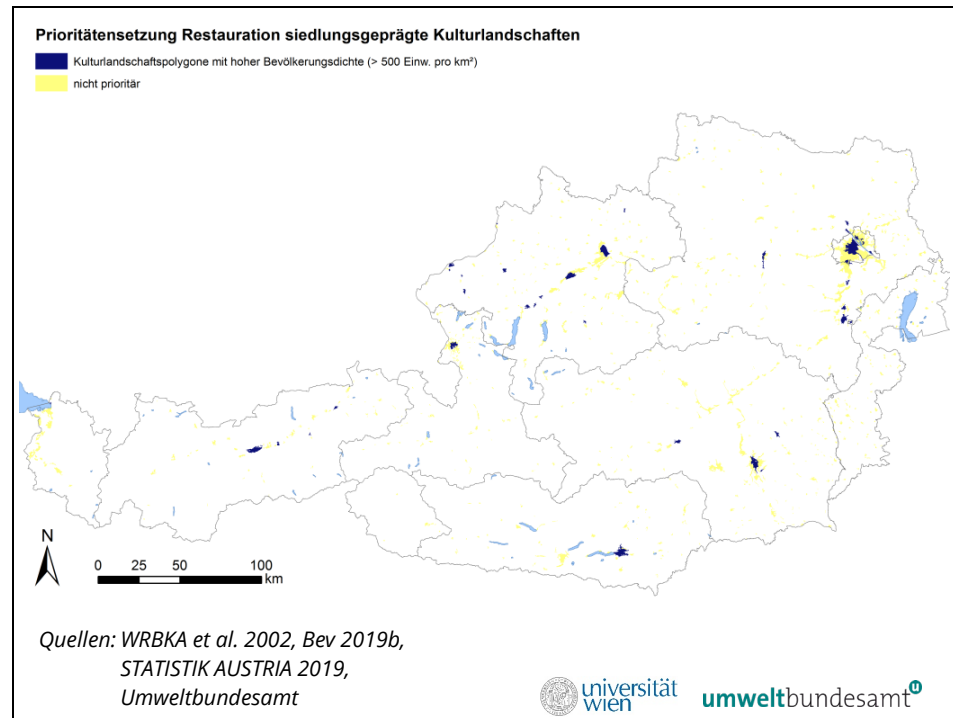 Prioritätensetzung Restauration siedlungsgeprägte Kulturlandschaften
Kulturlandschaftspolygone mit hoher Bevölkerungsdichte (> 500 Einw. pro km²)
nicht prioritär
N
0 25 50 100
km
Quellen: WRBKA et al. 2002, Bev 2019b,
STATISTIK AUSTRIA 2019,
Umweltbundesamt
universität
wien
umweltbundesamt
u